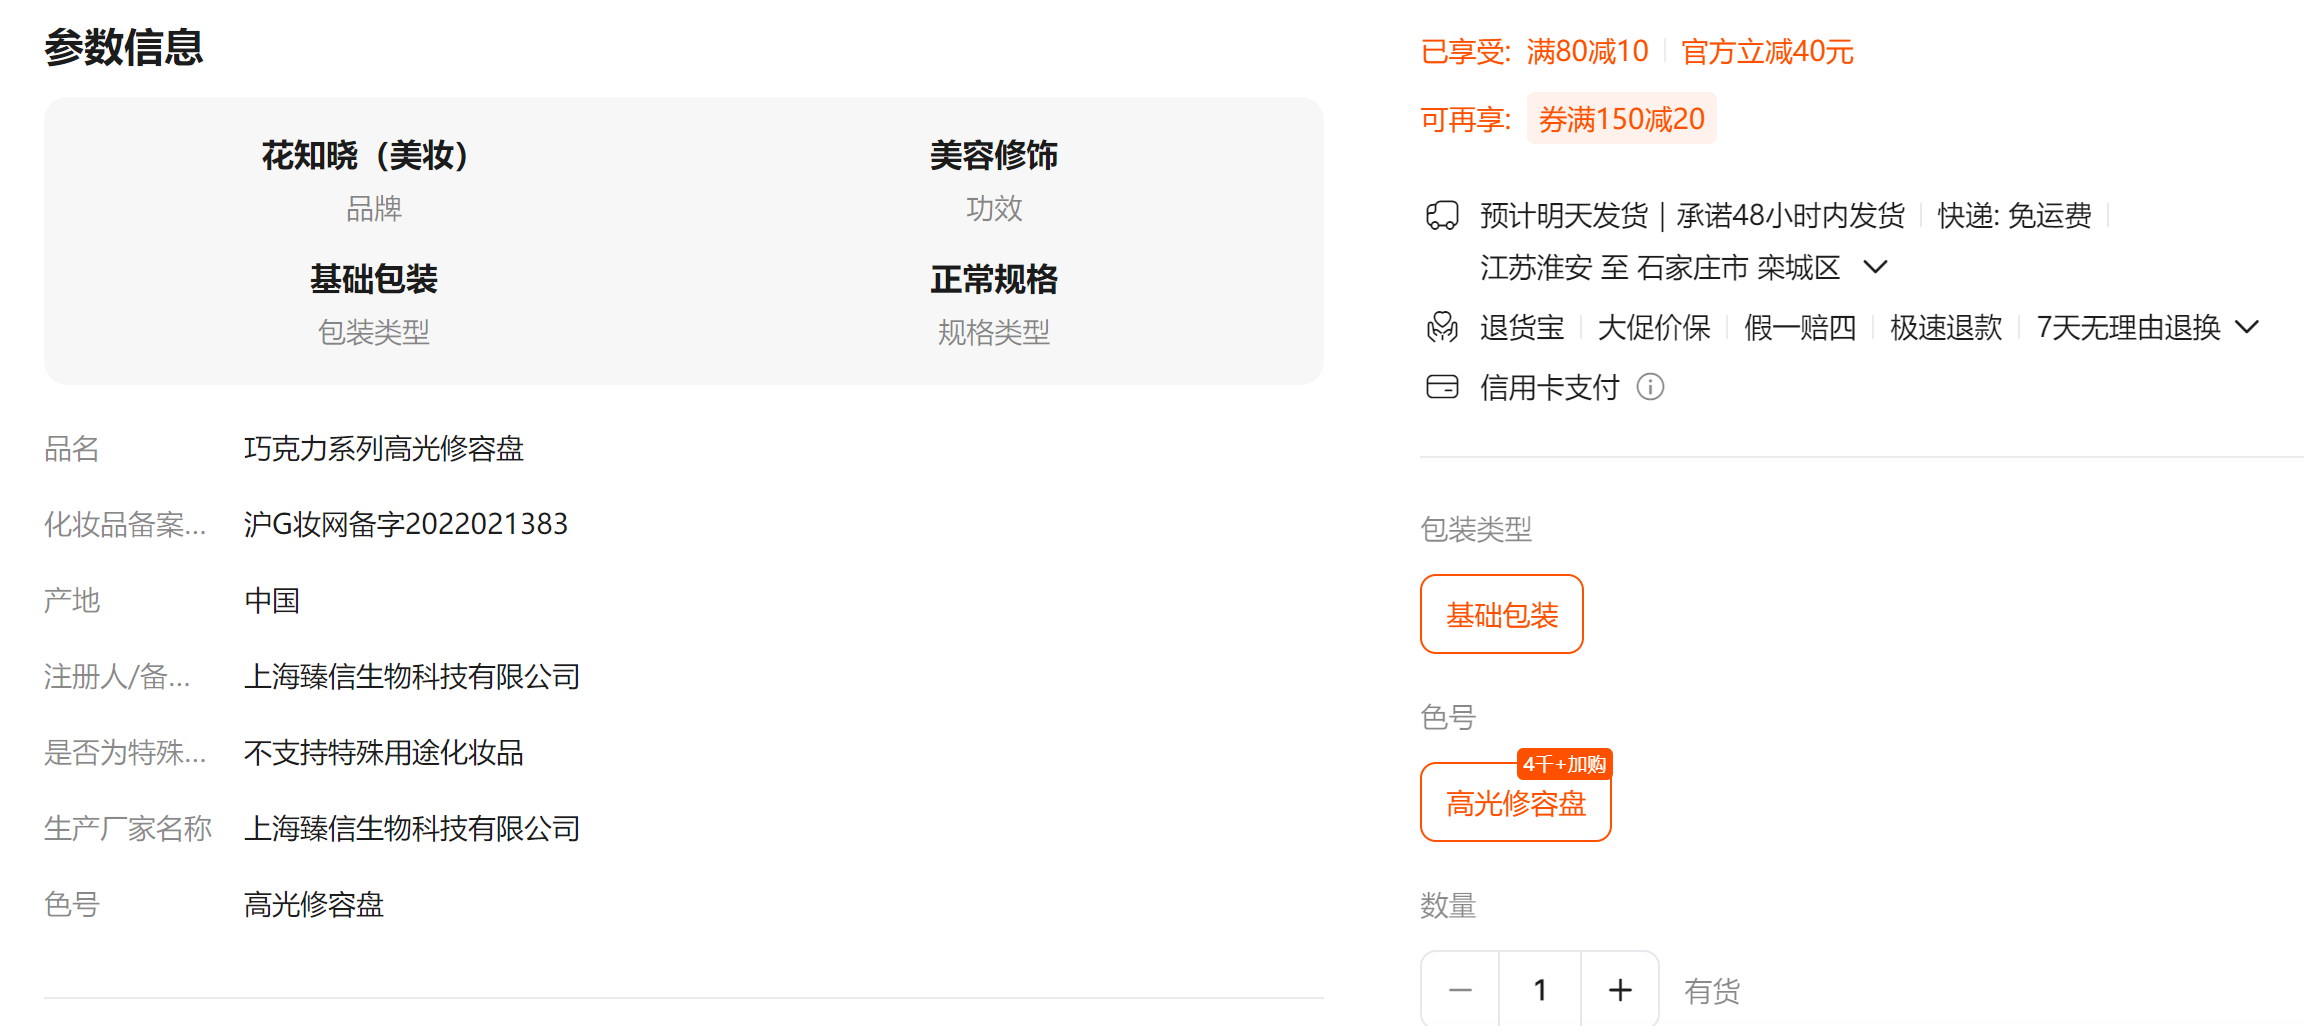 参数信息
花知晓（美妆） 美容修饰
品牌 功效
基础包装 正常规格
包装类型 规格类型
品名 巧克力系列高光修容盘
化妆品备案... 沪G妆网备字2022021383
产地 中国
注册人/备... 上海臻信生物科技有限公司
是否为特殊... 不支持特殊用途化妆品
生产厂家名称 上海臻信生物科技有限公司
色号 高光修容盘
已享受: 满80减10 官方立减40元
可再享: 券满150减20
预计明天发货 | 承诺48小时内发货 快递: 免运费
江苏淮安 至 石家庄市 栾城区
退货宝 大促价保 假一赔四 极速退款 7天无理由退换
信用卡支付
包装类型
基础包装
色号
4千+加购
高光修容盘
数量
1 有货